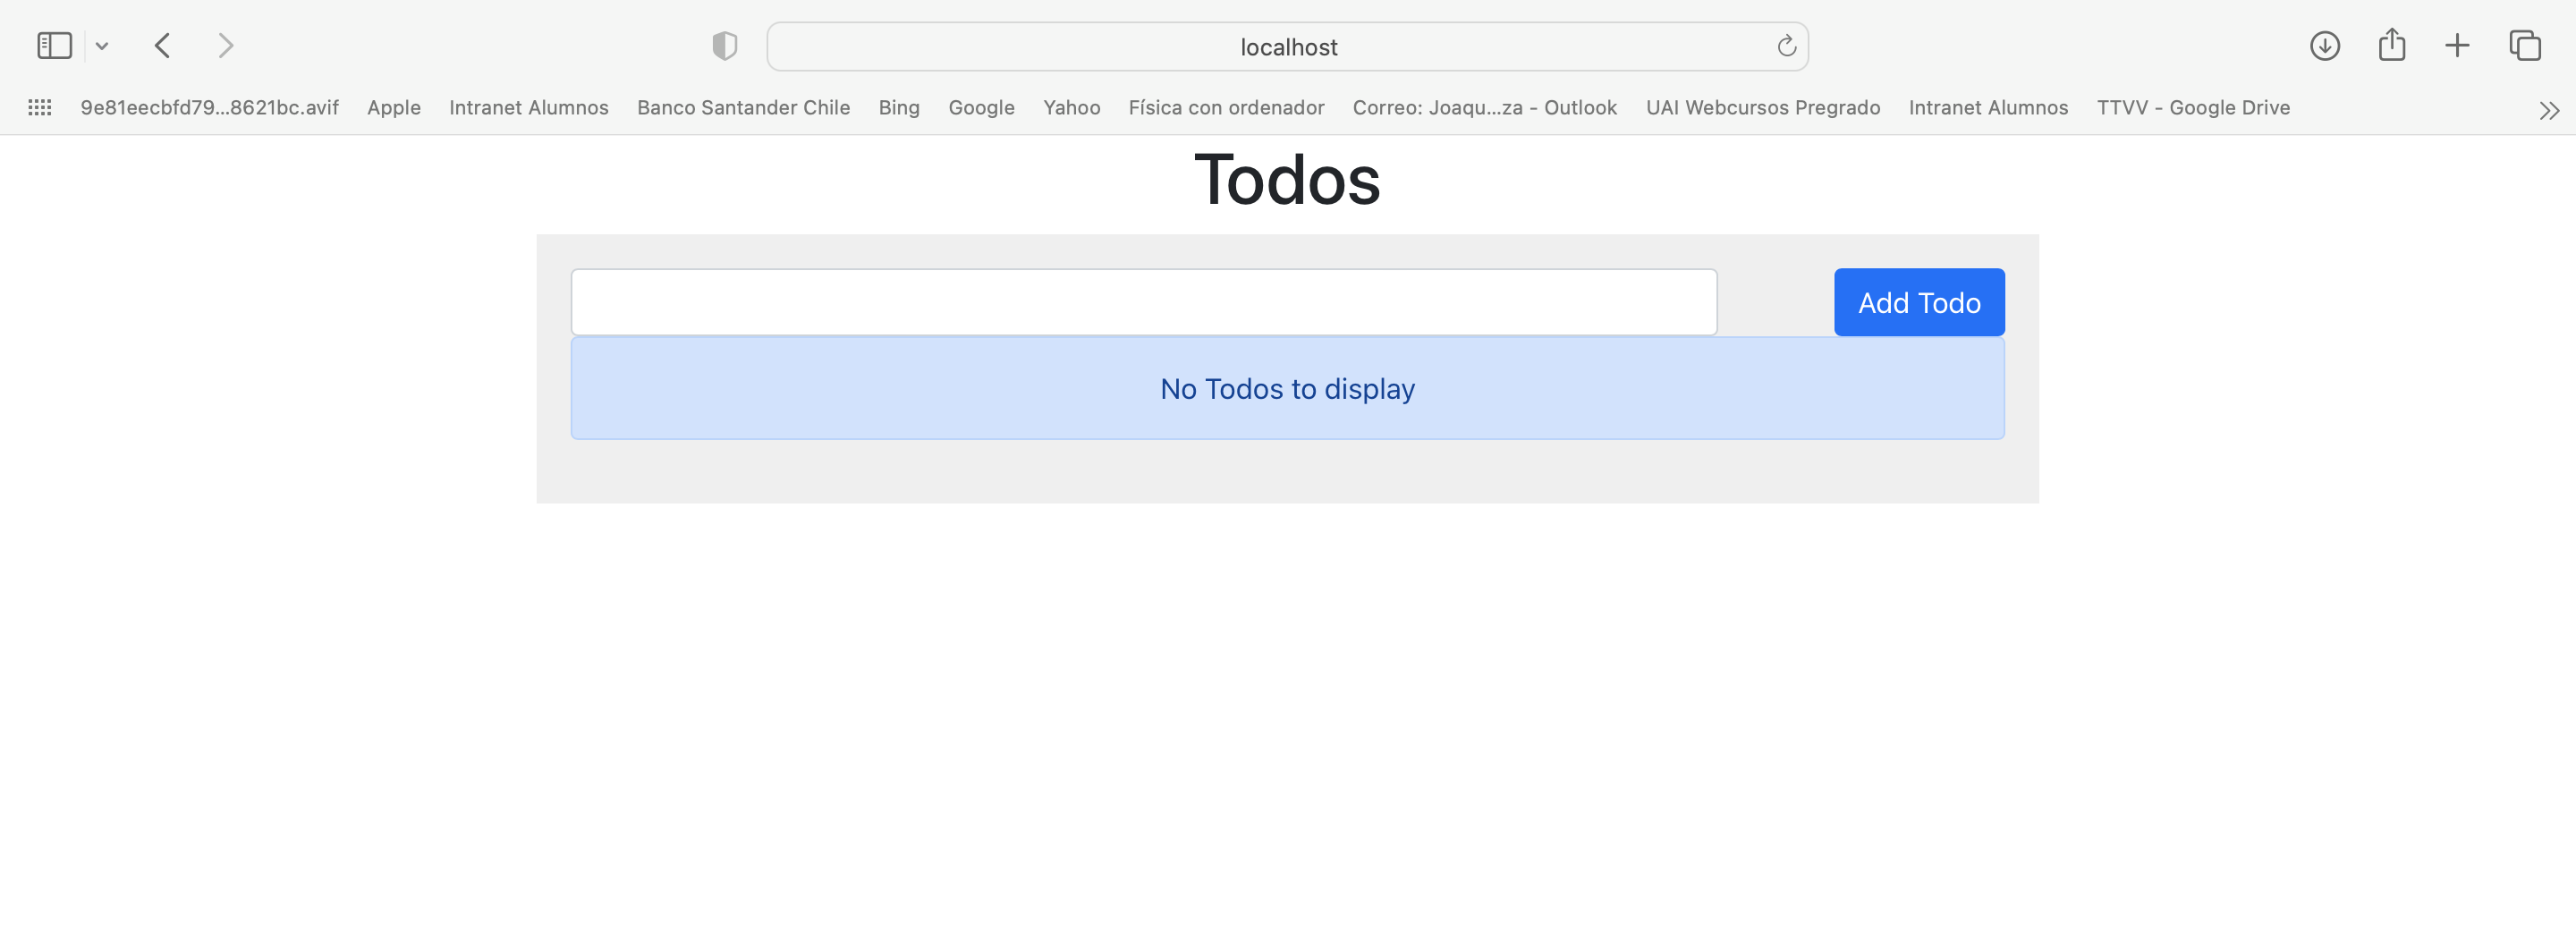 localhost
9e81eecbfd79...8621bc.avif Apple Intranet Alumnos Banco Santander Chile Bing Google Yahoo Física con ordenador Correo: Joaqu...za - Outlook UAI Webcursos Pregrado Intranet Alumnos TTVV - Google Drive
Todos
Add Todo
No Todos to display